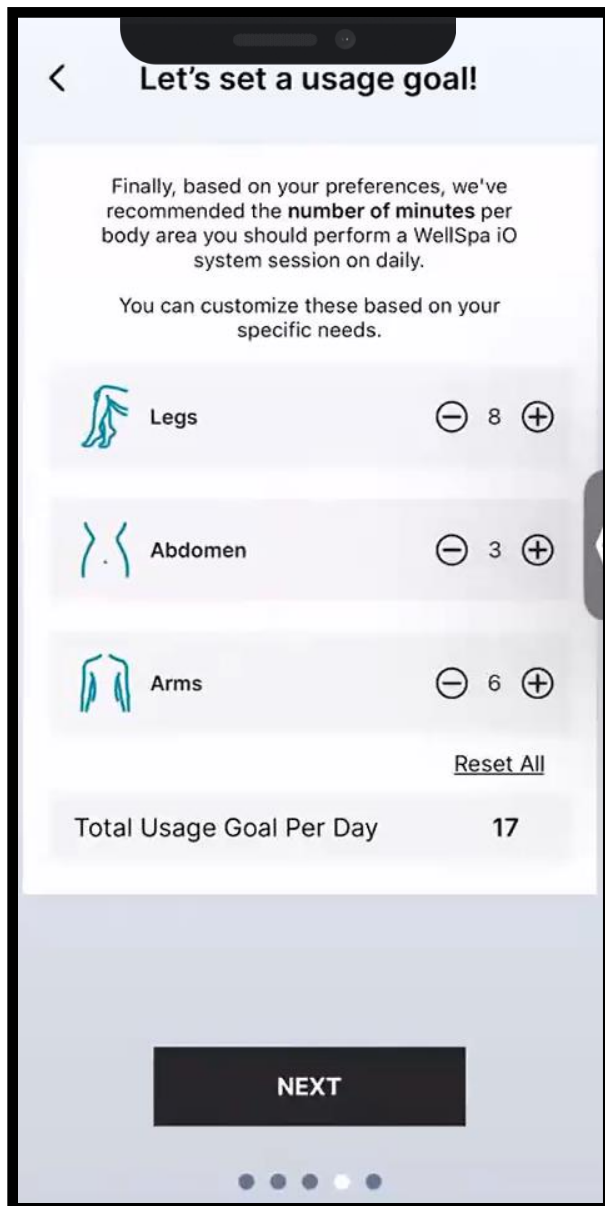 Let's set a usage goal!
Finally, based on your preferences, we've
recommended the number of minutes per
body area you should perform a WellSpa iO
system session on daily.
You can customize these based on your
specific needs.
Legs 8
Abdomen 3
Arms 6
Reset All
Total Usage Goal Per Day 17
NEXT